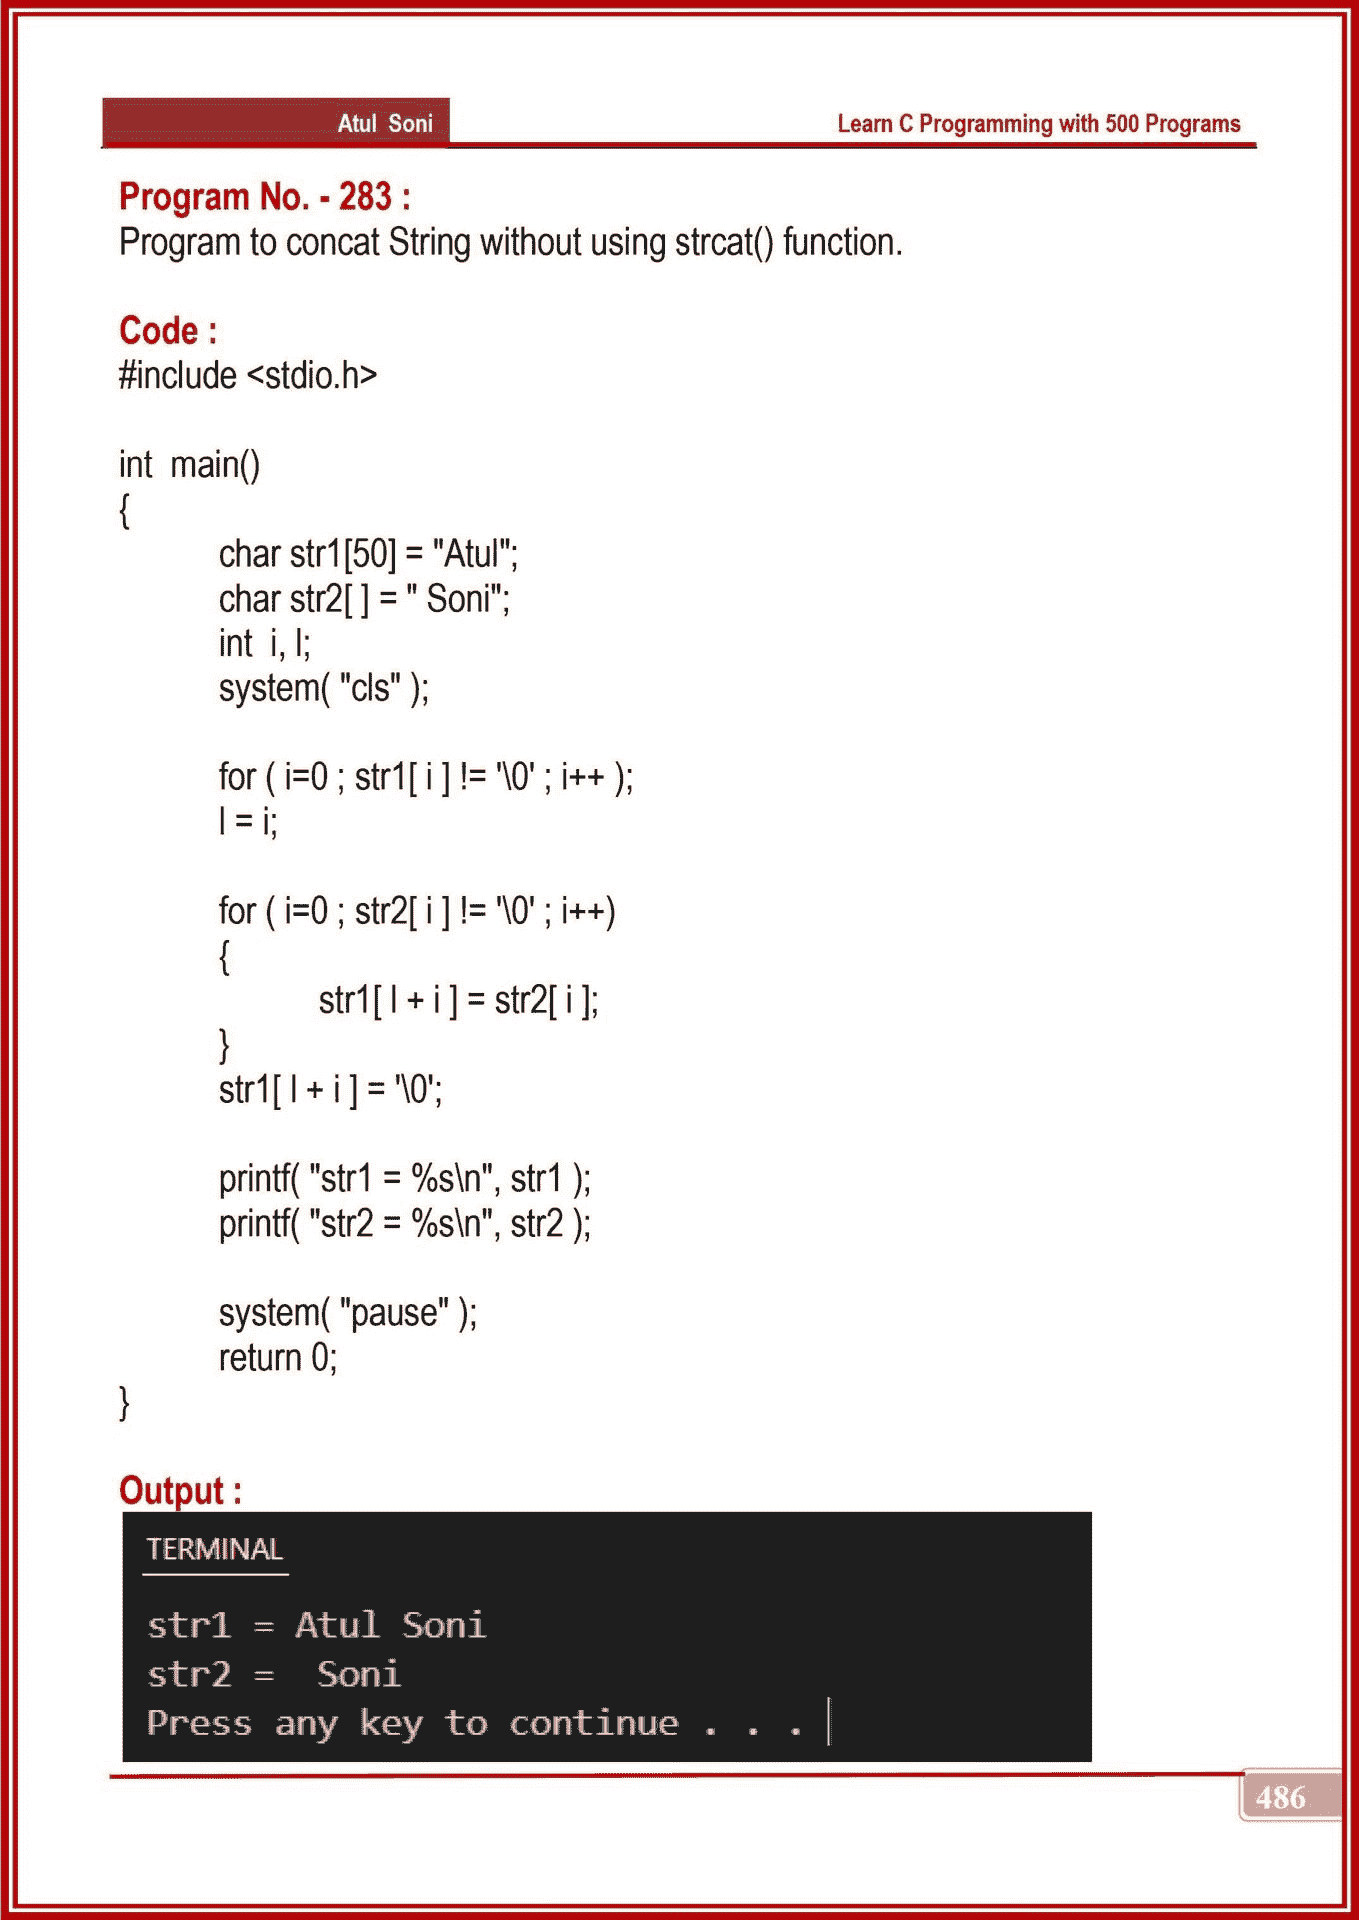 Atul  Soni
Learn C Programming with 500 Programs
Program No. - 283 :
Program to concat String without using strcat() function.
Code :
#include <stdio.h>
int  main()
{
char str1[50] = "Atul";
char str2[ ] = " Soni";
int  i, l;
system( "cls" );
for ( i=0 ; str1[ i ] != '\0' ; i++ );
l = i;
for ( i=0 ; str2[ i ] != '\0' ; i++)
{
str1[ l + i ] = str2[ i ];
}
str1[ l + i ] = '\0';
printf( "str1 = %s\n", str1 );
printf( "str2 = %s\n", str2 );
system( "pause" );
return 0;
}
Output :
TERMINAL
str1 = Atul Soni
str2 =  Soni
Press any key to continue . . .
486